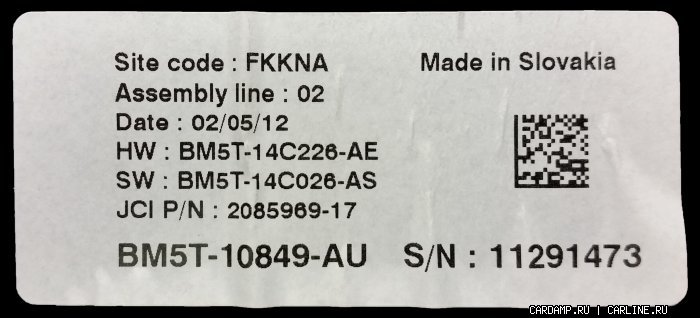 Site code : FKKNA Made in Slovakia
Assembly line : 02
Date : 02/05/12
HW : BM5T-14C226-AE
SW : BM5T-14C026-AS
JCI P/N : 2085969-17
BM5T-10849-AU S/N : 11291473
CARDAMP.RU | CARLINE.RU